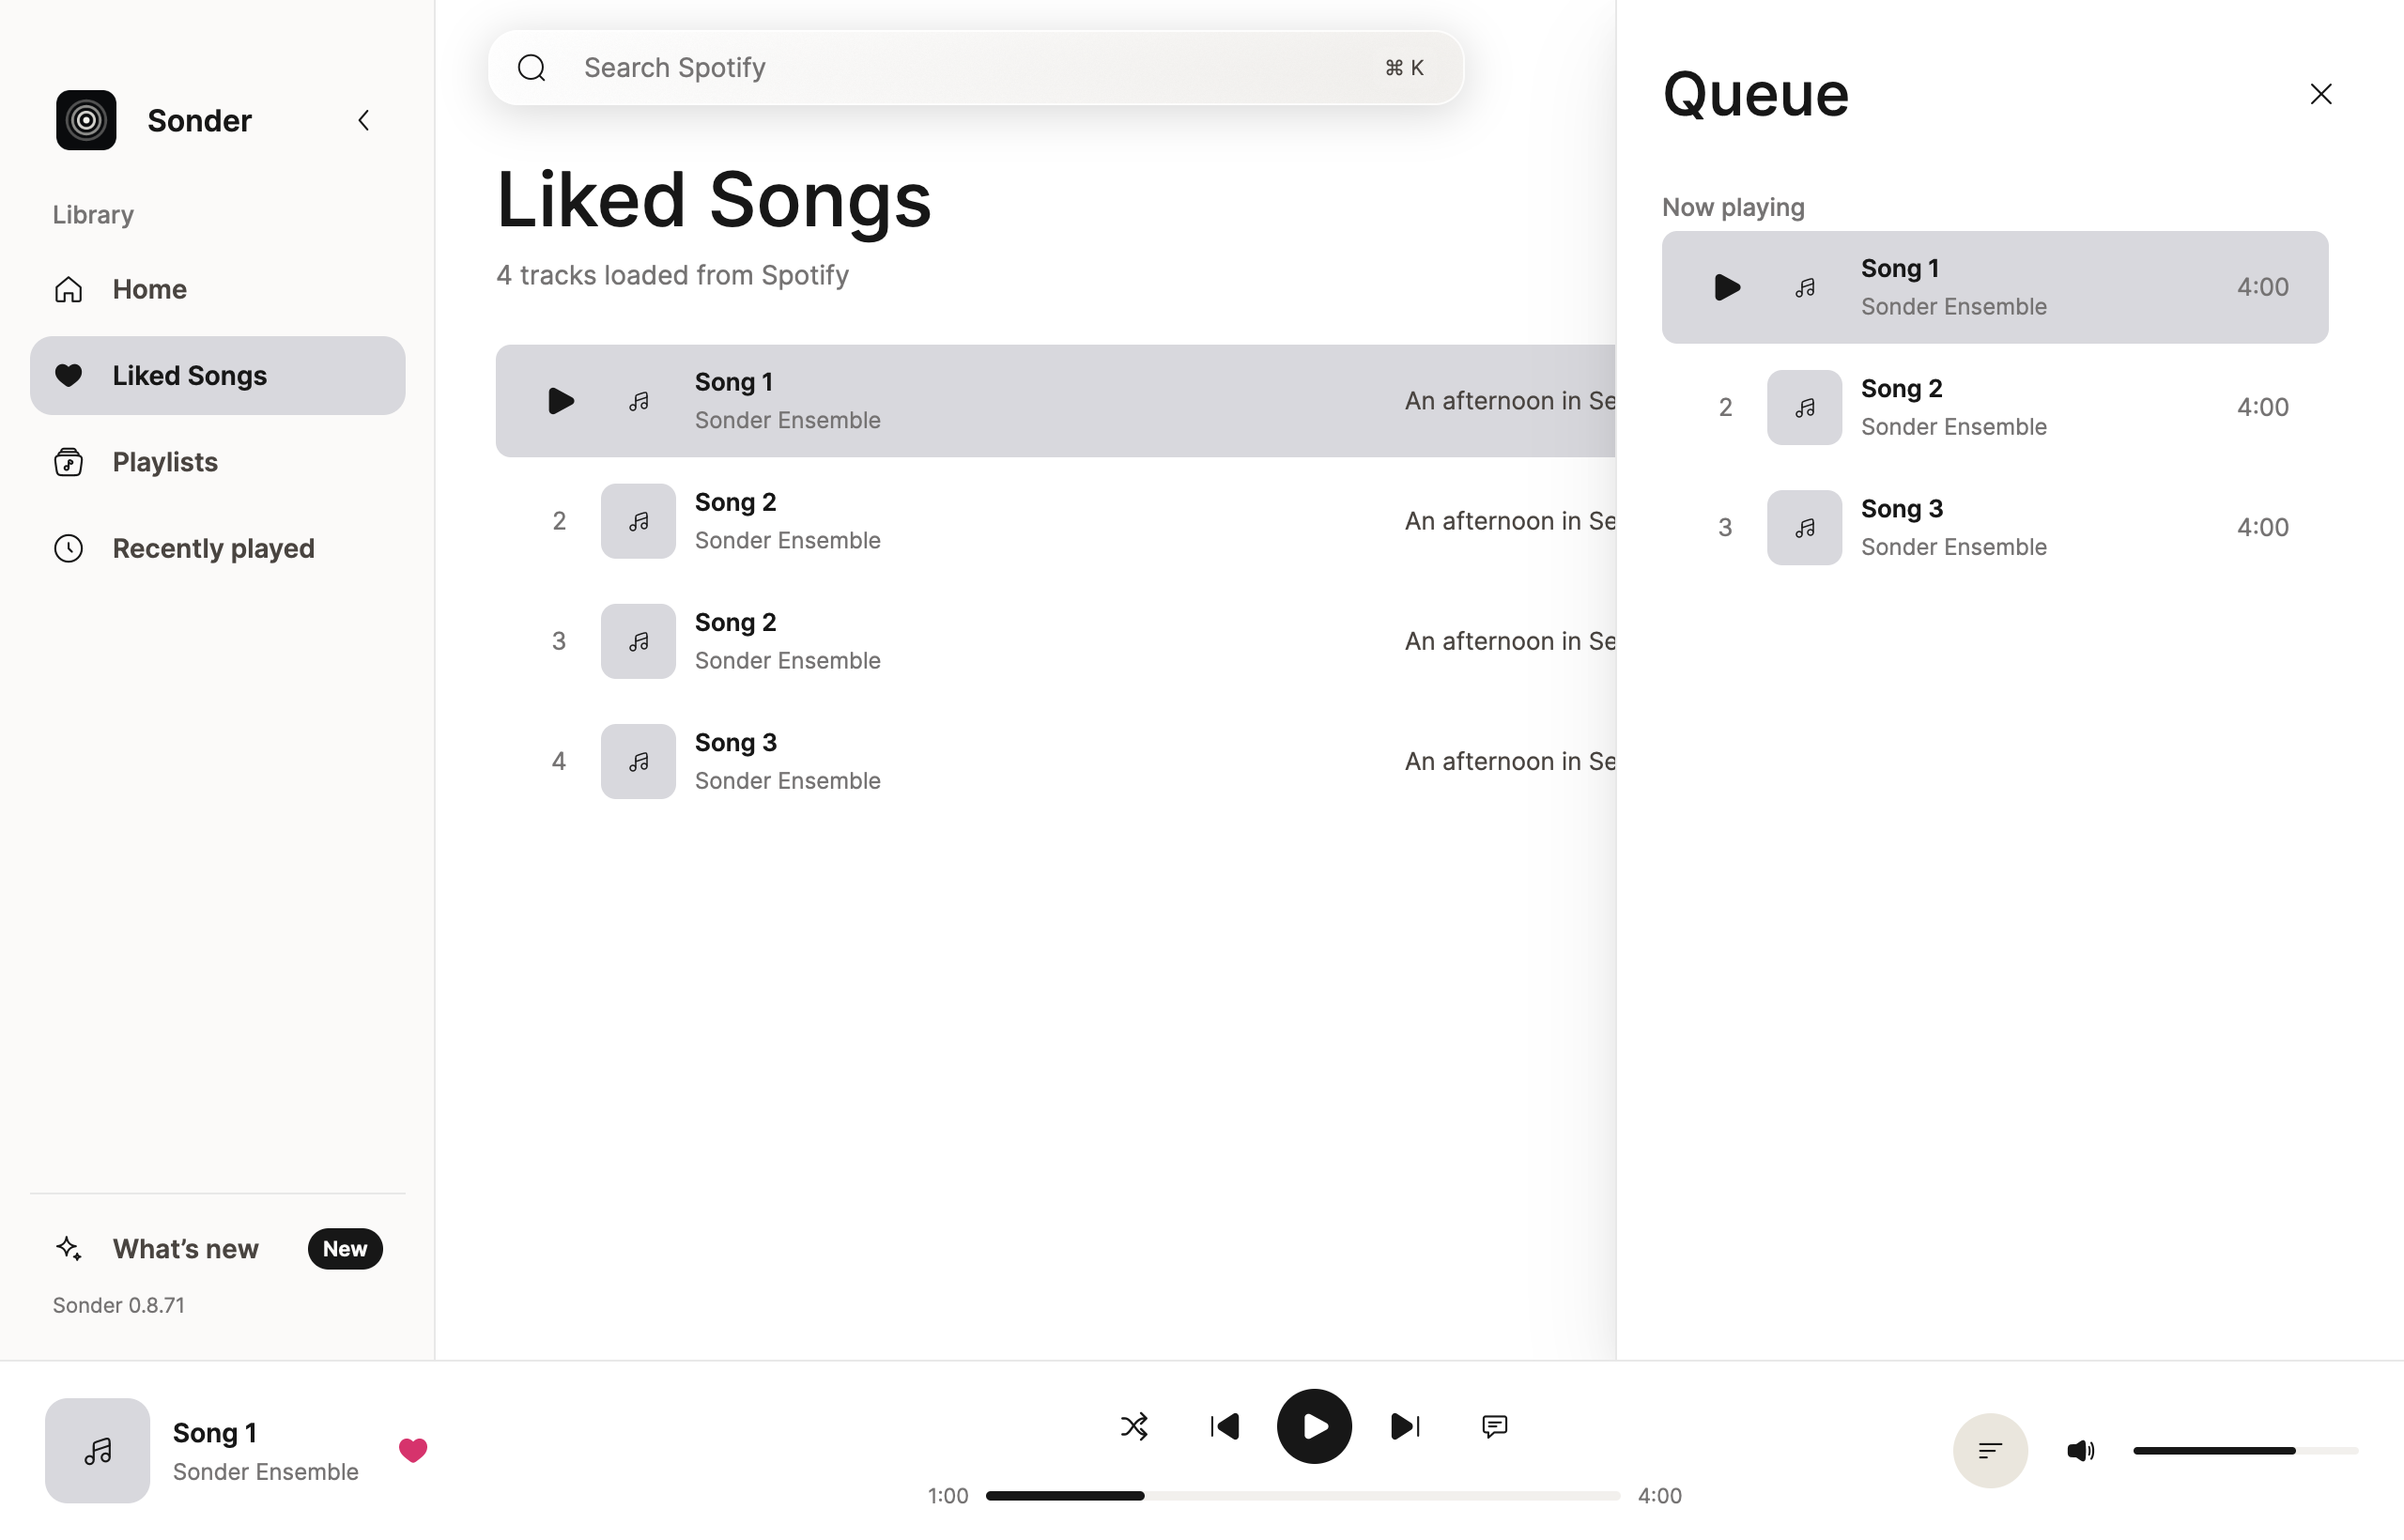 Sonder
Library
Home
Liked Songs
Playlists
Recently played
What’s new
New
Sonder 0.8.71
Search Spotify
⌘ K
Liked Songs
4 tracks loaded from Spotify
Song 1
Sonder Ensemble
An afternoon in Se
2
Song 2
Sonder Ensemble
An afternoon in Se
3
Song 2
Sonder Ensemble
An afternoon in Se
4
Song 3
Sonder Ensemble
An afternoon in Se
Queue
Now playing
Song 1
Sonder Ensemble
4:00
2
Song 2
Sonder Ensemble
4:00
3
Song 3
Sonder Ensemble
4:00
Song 1
Sonder Ensemble
1:00
4:00